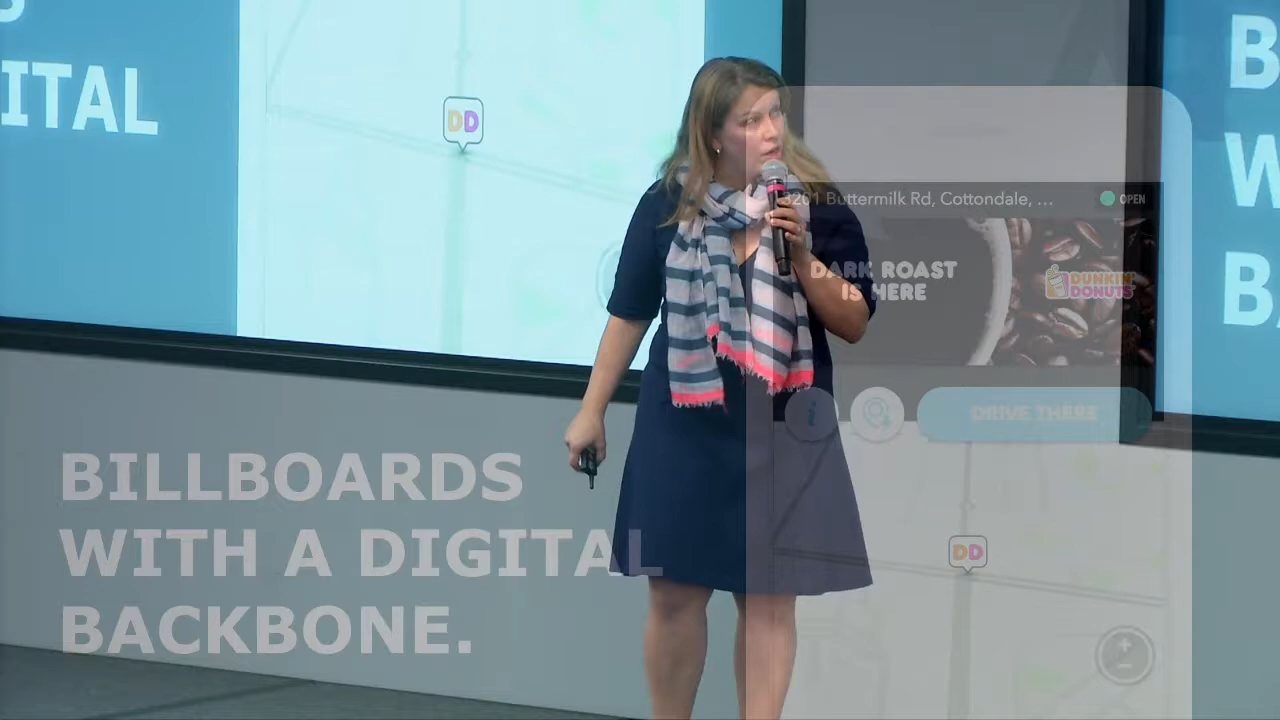 ITAL
DD
B
W
B
3201 Buttermilk Rd, Cottondale, ...
OPEN
DARK ROAST
IS HERE
DUNKIN'
DONUTS
i
DRIVE THERE
DD
BILLBOARDS
WITH A DIGITAL
BACKBONE.